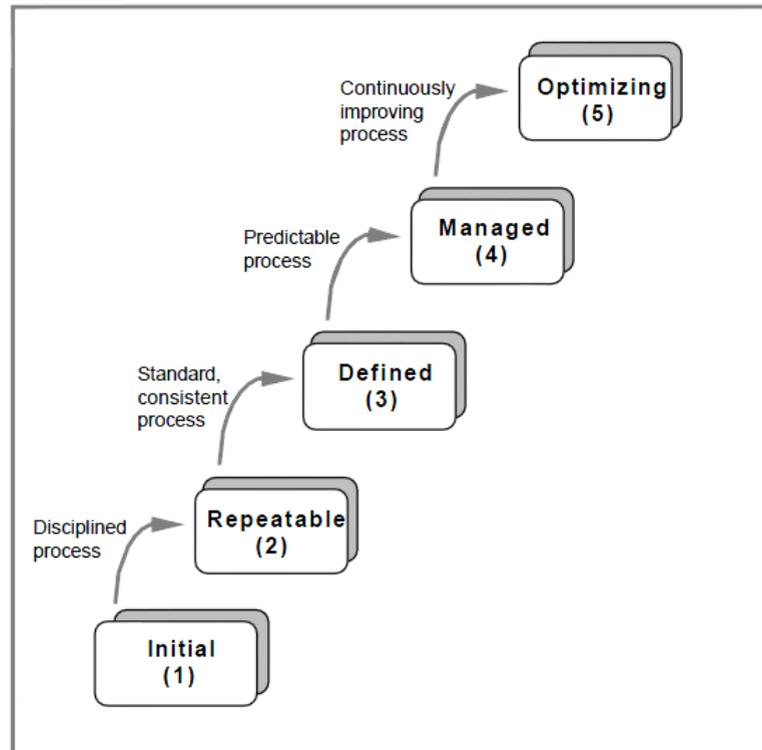 Continuously
improving
process
Optimizing
(5)
Predictable
process
Managed
(4)
Standard,
consistent
process
Defined
(3)
Disciplined
process
Repeatable
(2)
Initial
(1)